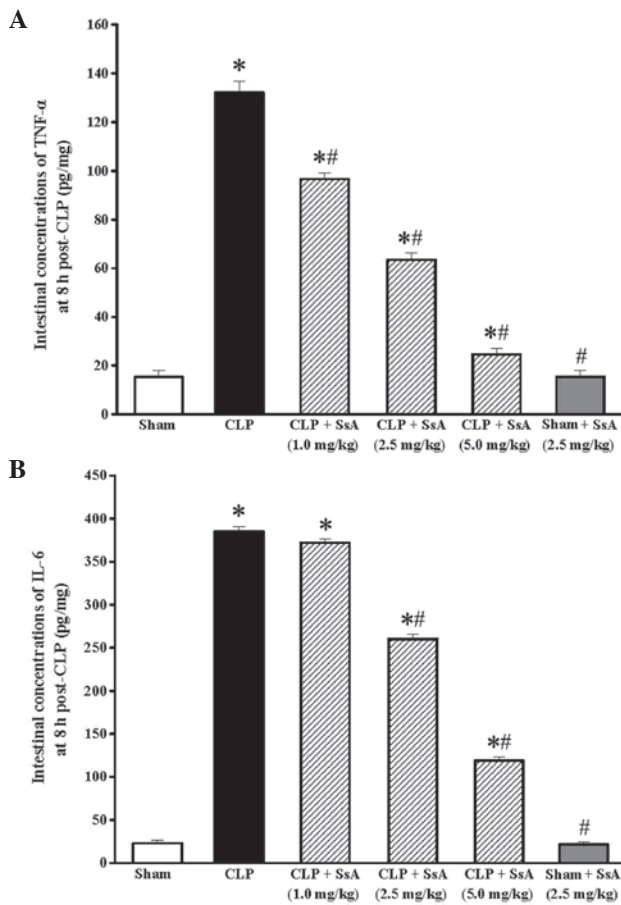 A
Intestinal concentrations of TNF-α
at 8 h post-CLP (pg/mg)
160
140
120
100
80
60
40
20
0
*
*#
*#
*#
#
Sham CLP CLP + SsA CLP + SsA CLP + SsA Sham + SsA
(1.0 mg/kg) (2.5 mg/kg) (5.0 mg/kg) (2.5 mg/kg)
B
Intestinal concentrations of IL-6
at 8 h post-CLP (pg/mg)
450
400
350
300
250
200
150
100
50
0
*
*
*#
*#
#
Sham CLP CLP + SsA CLP + SsA CLP + SsA Sham + SsA
(1.0 mg/kg) (2.5 mg/kg) (5.0 mg/kg) (2.5 mg/kg)